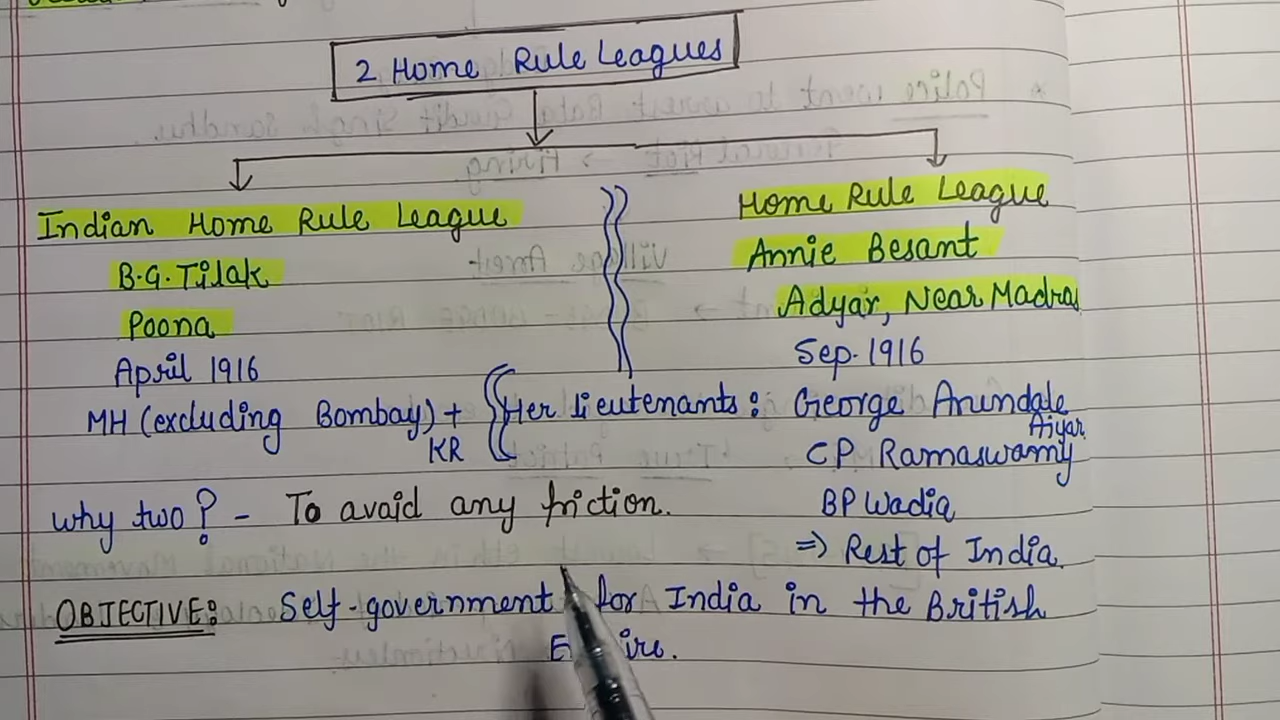 2 Home Rule Leagues
Indian Home Rule League
B.G. Tilak
Poona
April 1916
MH (excluding Bombay) +
KR
Home Rule League
Annie Besant
Adyar, Near Madras
Sep. 1916
Her lieutenants: George Arundale
CP Ramaswamy Aiyar
BP Wadia
⇒ Rest of India
Why two? - To avaid any friction.
OBJECTIVE: Self-government for India in the British